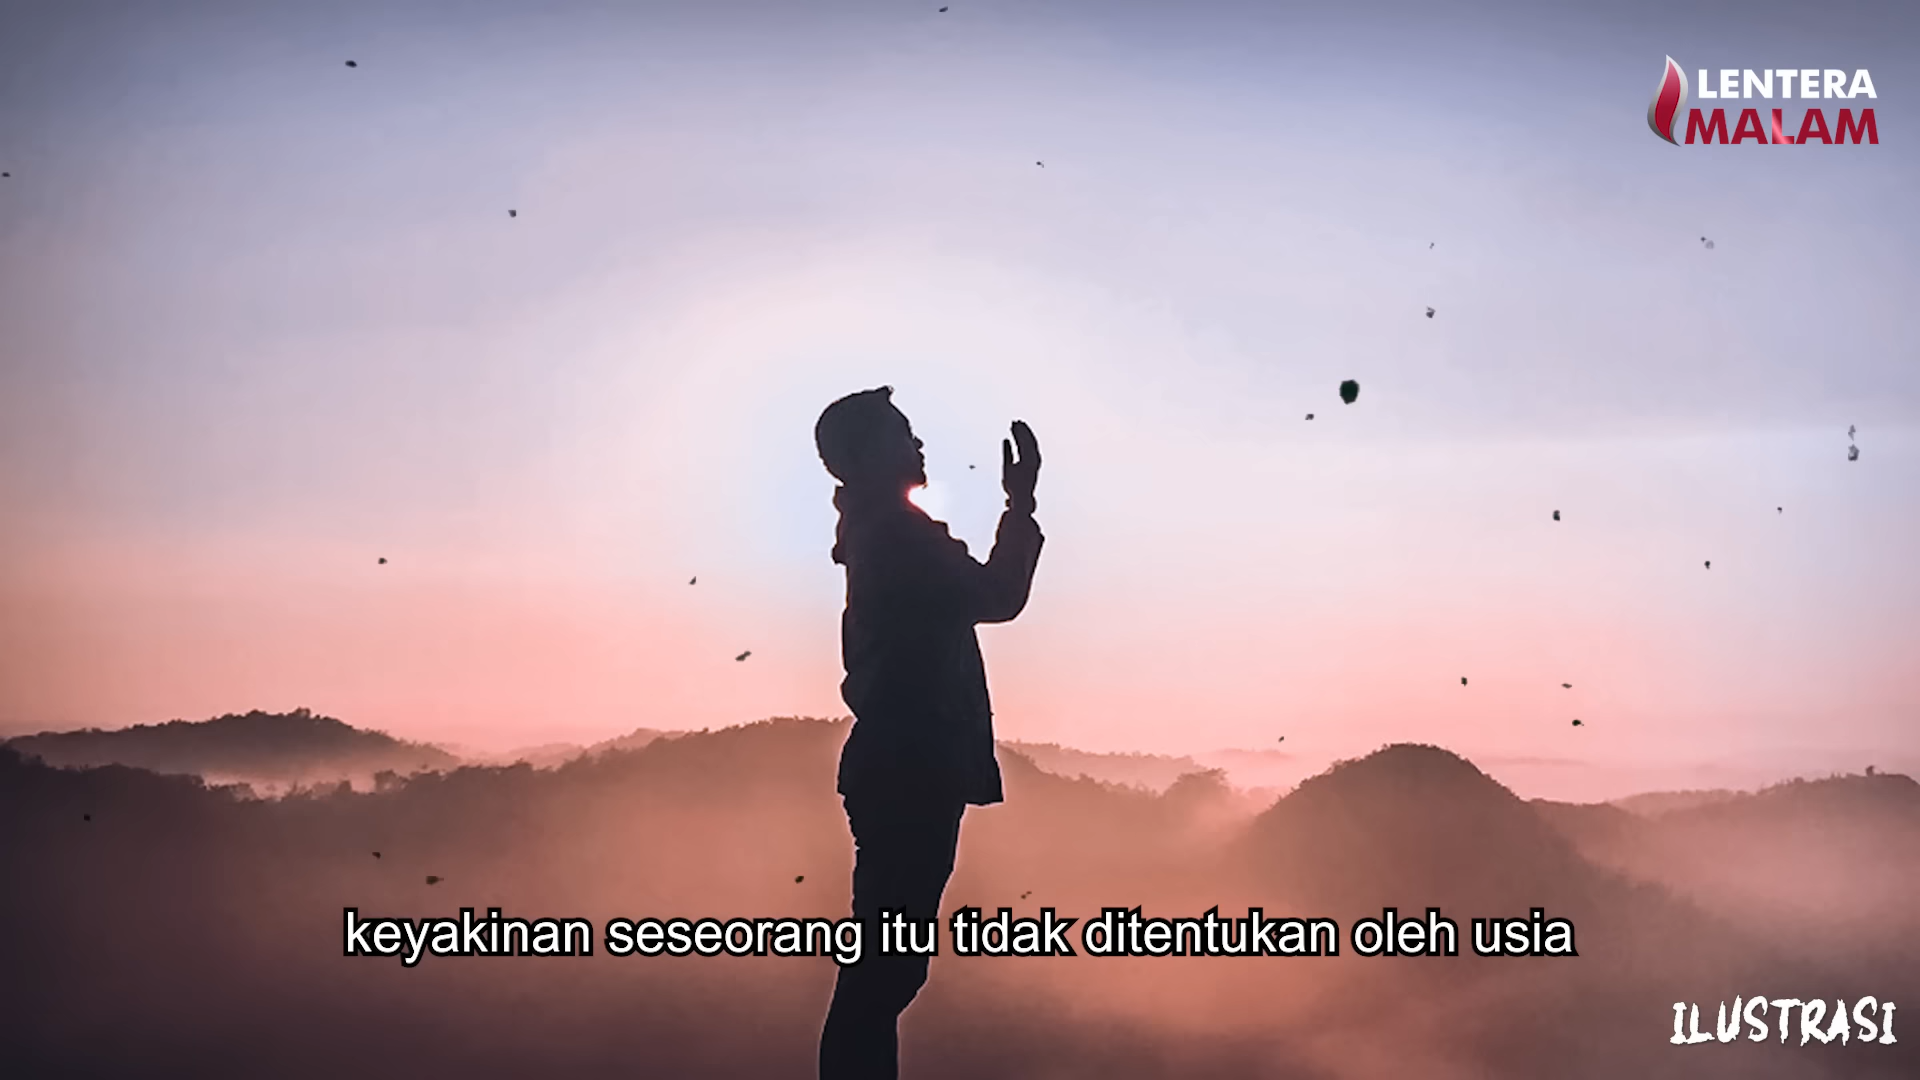 LENTERA
MALAM
keyakinan seseorang itu tidak ditentukan oleh usia
ILUSTRASI